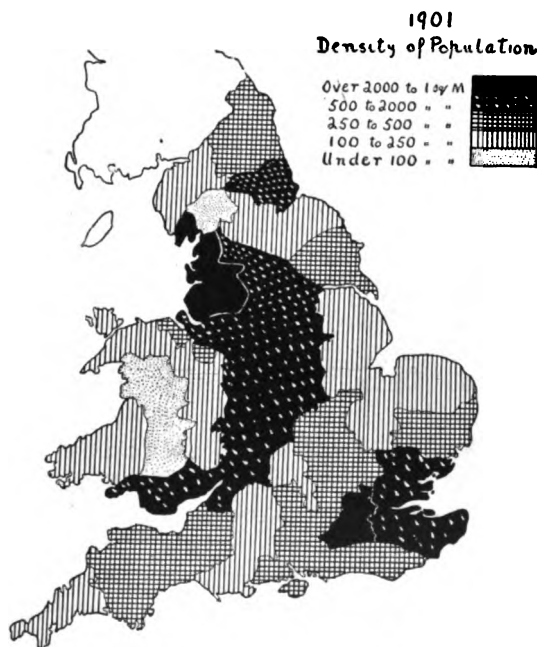 1901
Density of Population
Over 2000 to 1 sq M
500 to 2000 " "
250 to 500 " "
100 to 250 " "
Under 100 " "